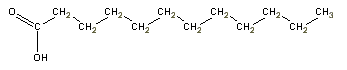 O CH₂ CH₂ CH₂ CH₂ CH₂ CH₃
C CH₂ CH₂ CH₂ CH₂ CH₂
OH